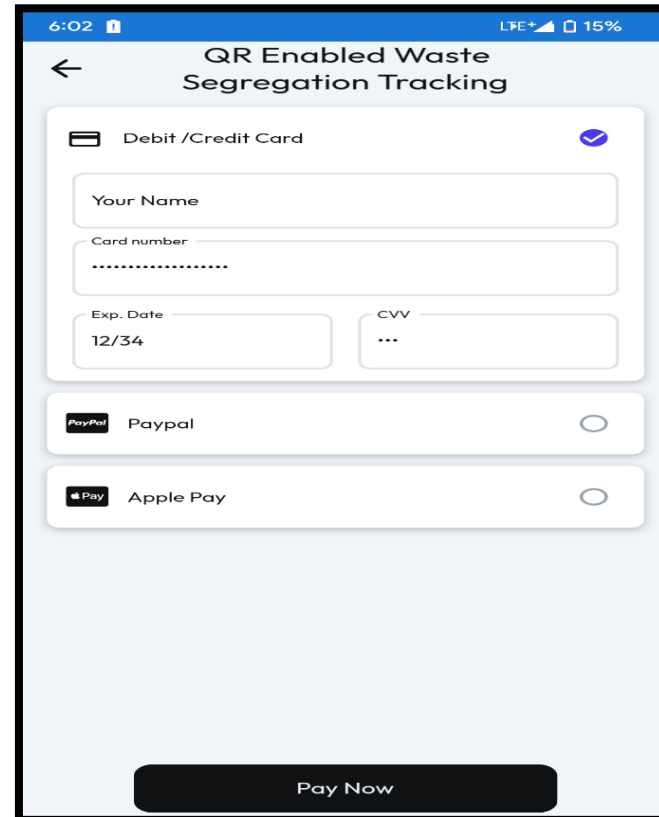 6:02 LTE+ 15%
QR Enabled Waste
Segregation Tracking
Debit /Credit Card
Your Name
Card number
•••••••••••••••••••
Exp. Date CVV
12/34 •••
PayPal Paypal
Pay Apple Pay
Pay Now